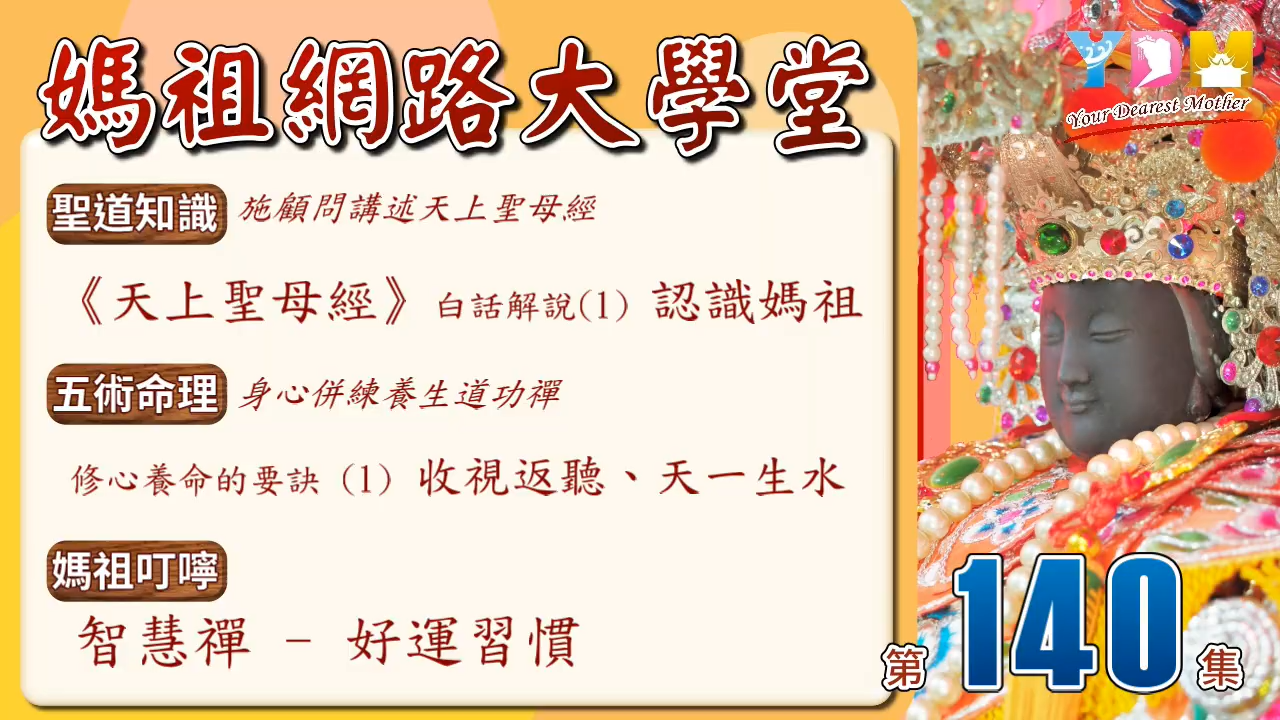 媽祖網路大學堂
YDM
Your Dearest Mother
聖道知識 施顧問講述天上聖母經
《天上聖母經》白話解說(1) 認識媽祖
五術命理 身心併練養生道功禪
修心養命的要訣 (1) 收視返聽、天一生水
媽祖叮嚀
智慧禪 - 好運習慣
第140集